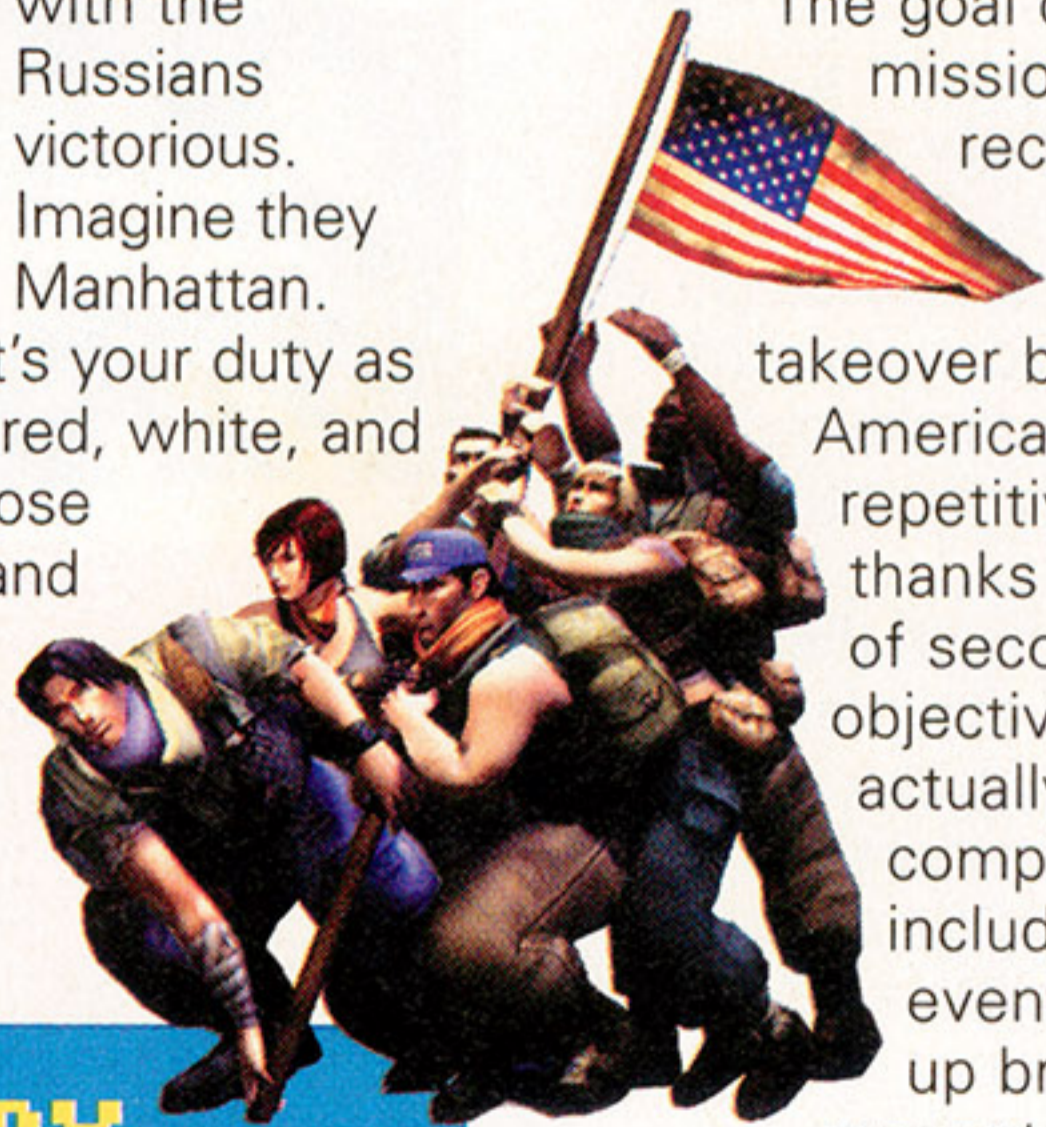 with the
Russians
victorious.
Imagine they
Manhattan.
t's your duty as
red, white, and
ose
and
The goal
missio
rec
takeover b
America
repetitiv
thanks
of seco
objectiv
actually
comp
includ
even
up br